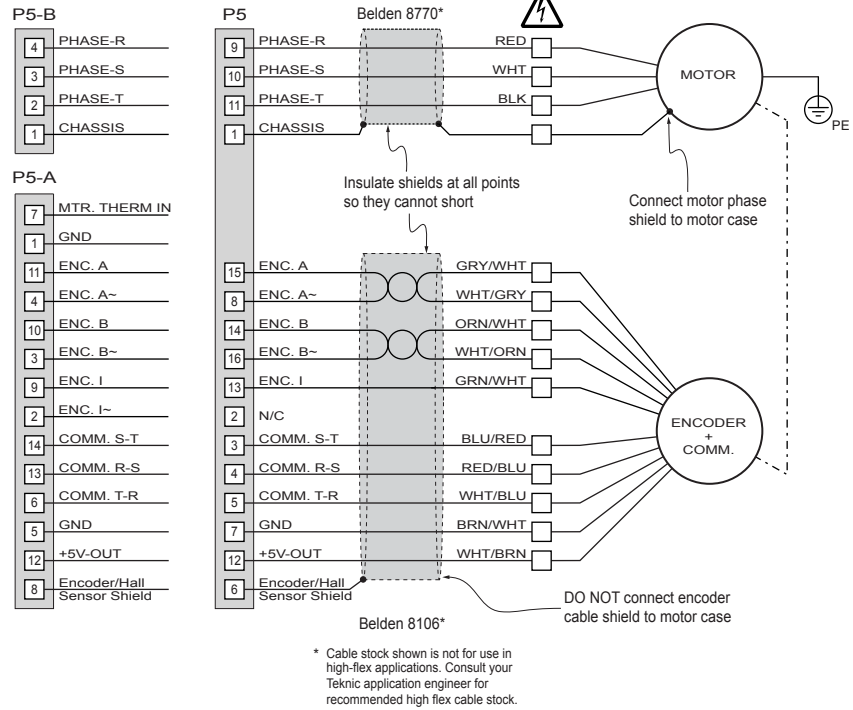 P5-B
4 PHASE-R
3 PHASE-S
2 PHASE-T
1 CHASSIS
P5-A
7 MTR. THERM IN
1 GND
11 ENC. A
4 ENC. A~
10 ENC. B
3 ENC. B~
9 ENC. I
2 ENC. I~
14 COMM. S-T
13 COMM. R-S
6 COMM. T-R
5 GND
12 +5V-OUT
8 Encoder/Hall
Sensor Shield
P5
Belden 8770*
9 PHASE-R RED
10 PHASE-S WHT
11 PHASE-T BLK
1 CHASSIS
MOTOR
PE
Insulate shields at all points
so they cannot short
Connect motor phase
shield to motor case
15 ENC. A GRY/WHT
8 ENC. A~ WHT/GRY
14 ENC. B ORN/WHT
16 ENC. B~ WHT/ORN
13 ENC. I GRN/WHT
2 N/C
3 COMM. S-T BLU/RED
4 COMM. R-S RED/BLU
5 COMM. T-R WHT/BLU
7 GND BRN/WHT
12 +5V-OUT WHT/BRN
6 Encoder/Hall
Sensor Shield
ENCODER
+
COMM.
DO NOT connect encoder
cable shield to motor case
Belden 8106*
* Cable stock shown is not for use in
high-flex applications. Consult your
Teknic application engineer for
recommended high flex cable stock.